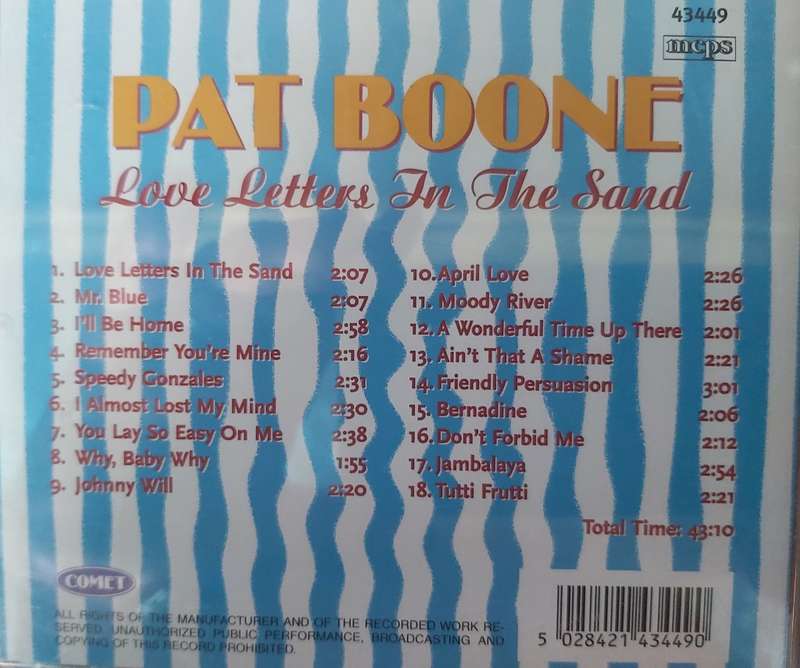 43449
mcps
PAT BOONE
Love Letters In The Sand
1. Love Letters In The Sand 2:07
2. Mr. Blue 2:07
3. I'll Be Home 2:58
4. Remember You're Mine 2:16
5. Speedy Gonzales 2:31
6. I Almost Lost My Mind 2:30
7. You Lay So Easy On Me 2:38
8. Why, Baby Why 1:55
9. Johnny Will 2:20
10. April Love 2:26
11. Moody River 2:26
12. A Wonderful Time Up There 2:01
13. Ain't That A Shame 2:21
14. Friendly Persuasion 3:01
15. Bernadine 2:06
16. Don't Forbid Me 2:12
17. Jambalaya 2:54
18. Tutti Frutti 2:21
Total Time: 43:10
COMET
ALL RIGHTS OF THE MANUFACTURER AND OF THE RECORDED WORK RE-
SERVED. UNAUTHORIZED PUBLIC PERFORMANCE, BROADCASTING AND
COPYING OF THIS RECORD PROHIBITED.
5 028421 434490